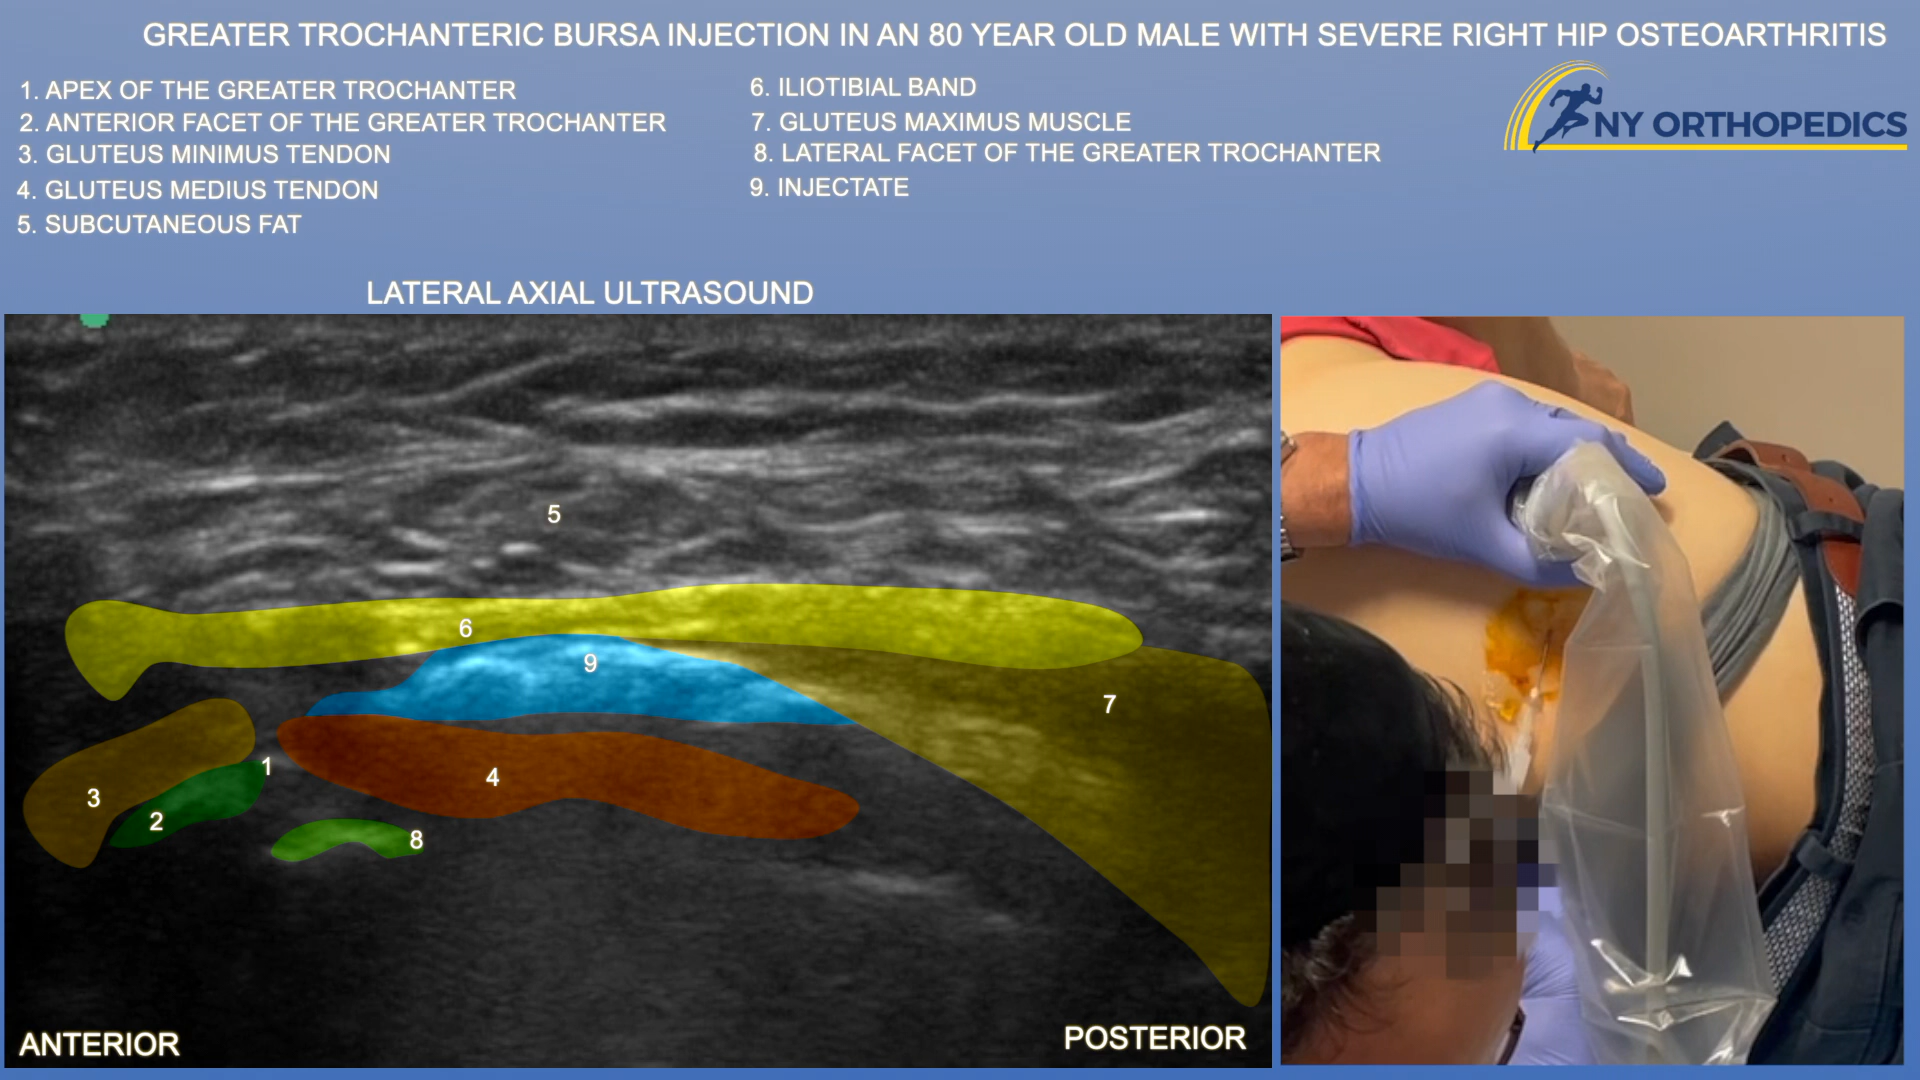 GREATER TROCHANTERIC BURSA INJECTION IN AN 80 YEAR OLD MALE WITH SEVERE RIGHT HIP OSTEOARTHRITIS
1. APEX OF THE GREATER TROCHANTER
2. ANTERIOR FACET OF THE GREATER TROCHANTER
3. GLUTEUS MINIMUS TENDON
4. GLUTEUS MEDIUS TENDON
5. SUBCUTANEOUS FAT
6. ILIOTIBIAL BAND
7. GLUTEUS MAXIMUS MUSCLE
8. LATERAL FACET OF THE GREATER TROCHANTER
9. INJECTATE
NY ORTHOPEDICS
LATERAL AXIAL ULTRASOUND
5
6
9
7
1
4
3
2
8
ANTERIOR
POSTERIOR